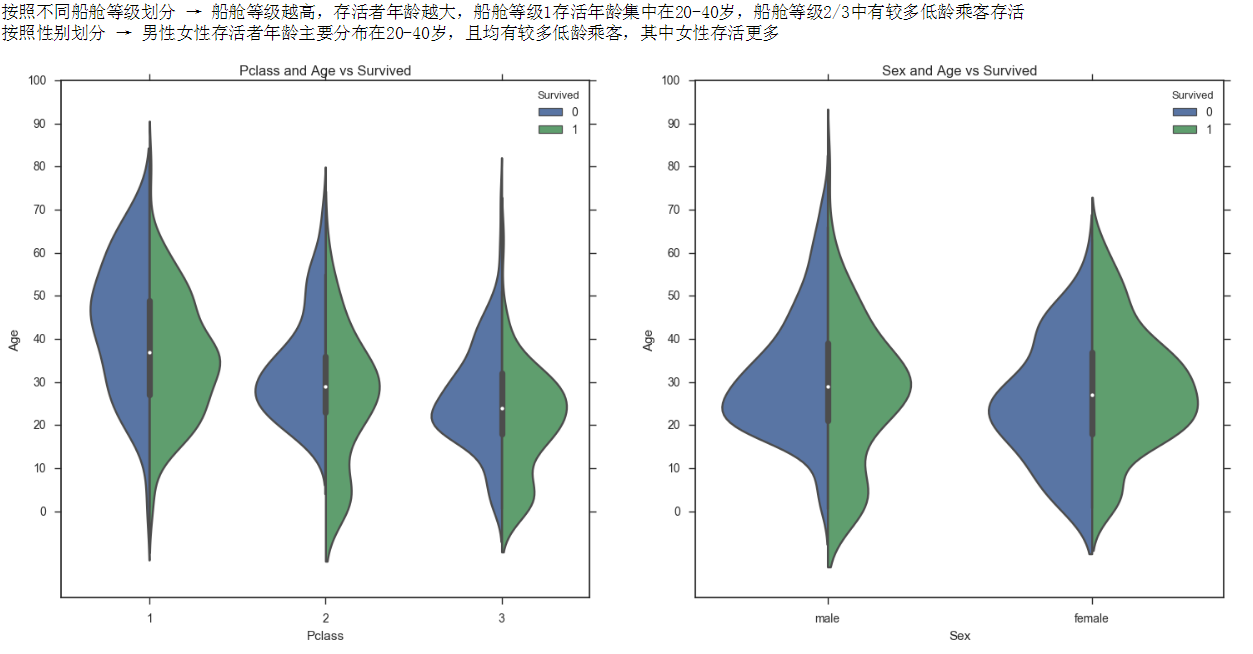 按照不同船舱等级划分 → 船舱等级越高，存活者年龄越大，船舱等级1存活年龄集中在20-40岁，船舱等级2/3中有较多低龄乘客存活
按照性别划分 → 男性女性存活者年龄主要分布在20-40岁，且均有较多低龄乘客，其中女性存活更多
Pclass and Age vs Survived
Survived
0
1
100
90
80
70
60
50
40
30
20
10
0
Age
1 2 3
Pclass
Sex and Age vs Survived
Survived
0
1
100
90
80
70
60
50
40
30
20
10
0
Age
male female
Sex